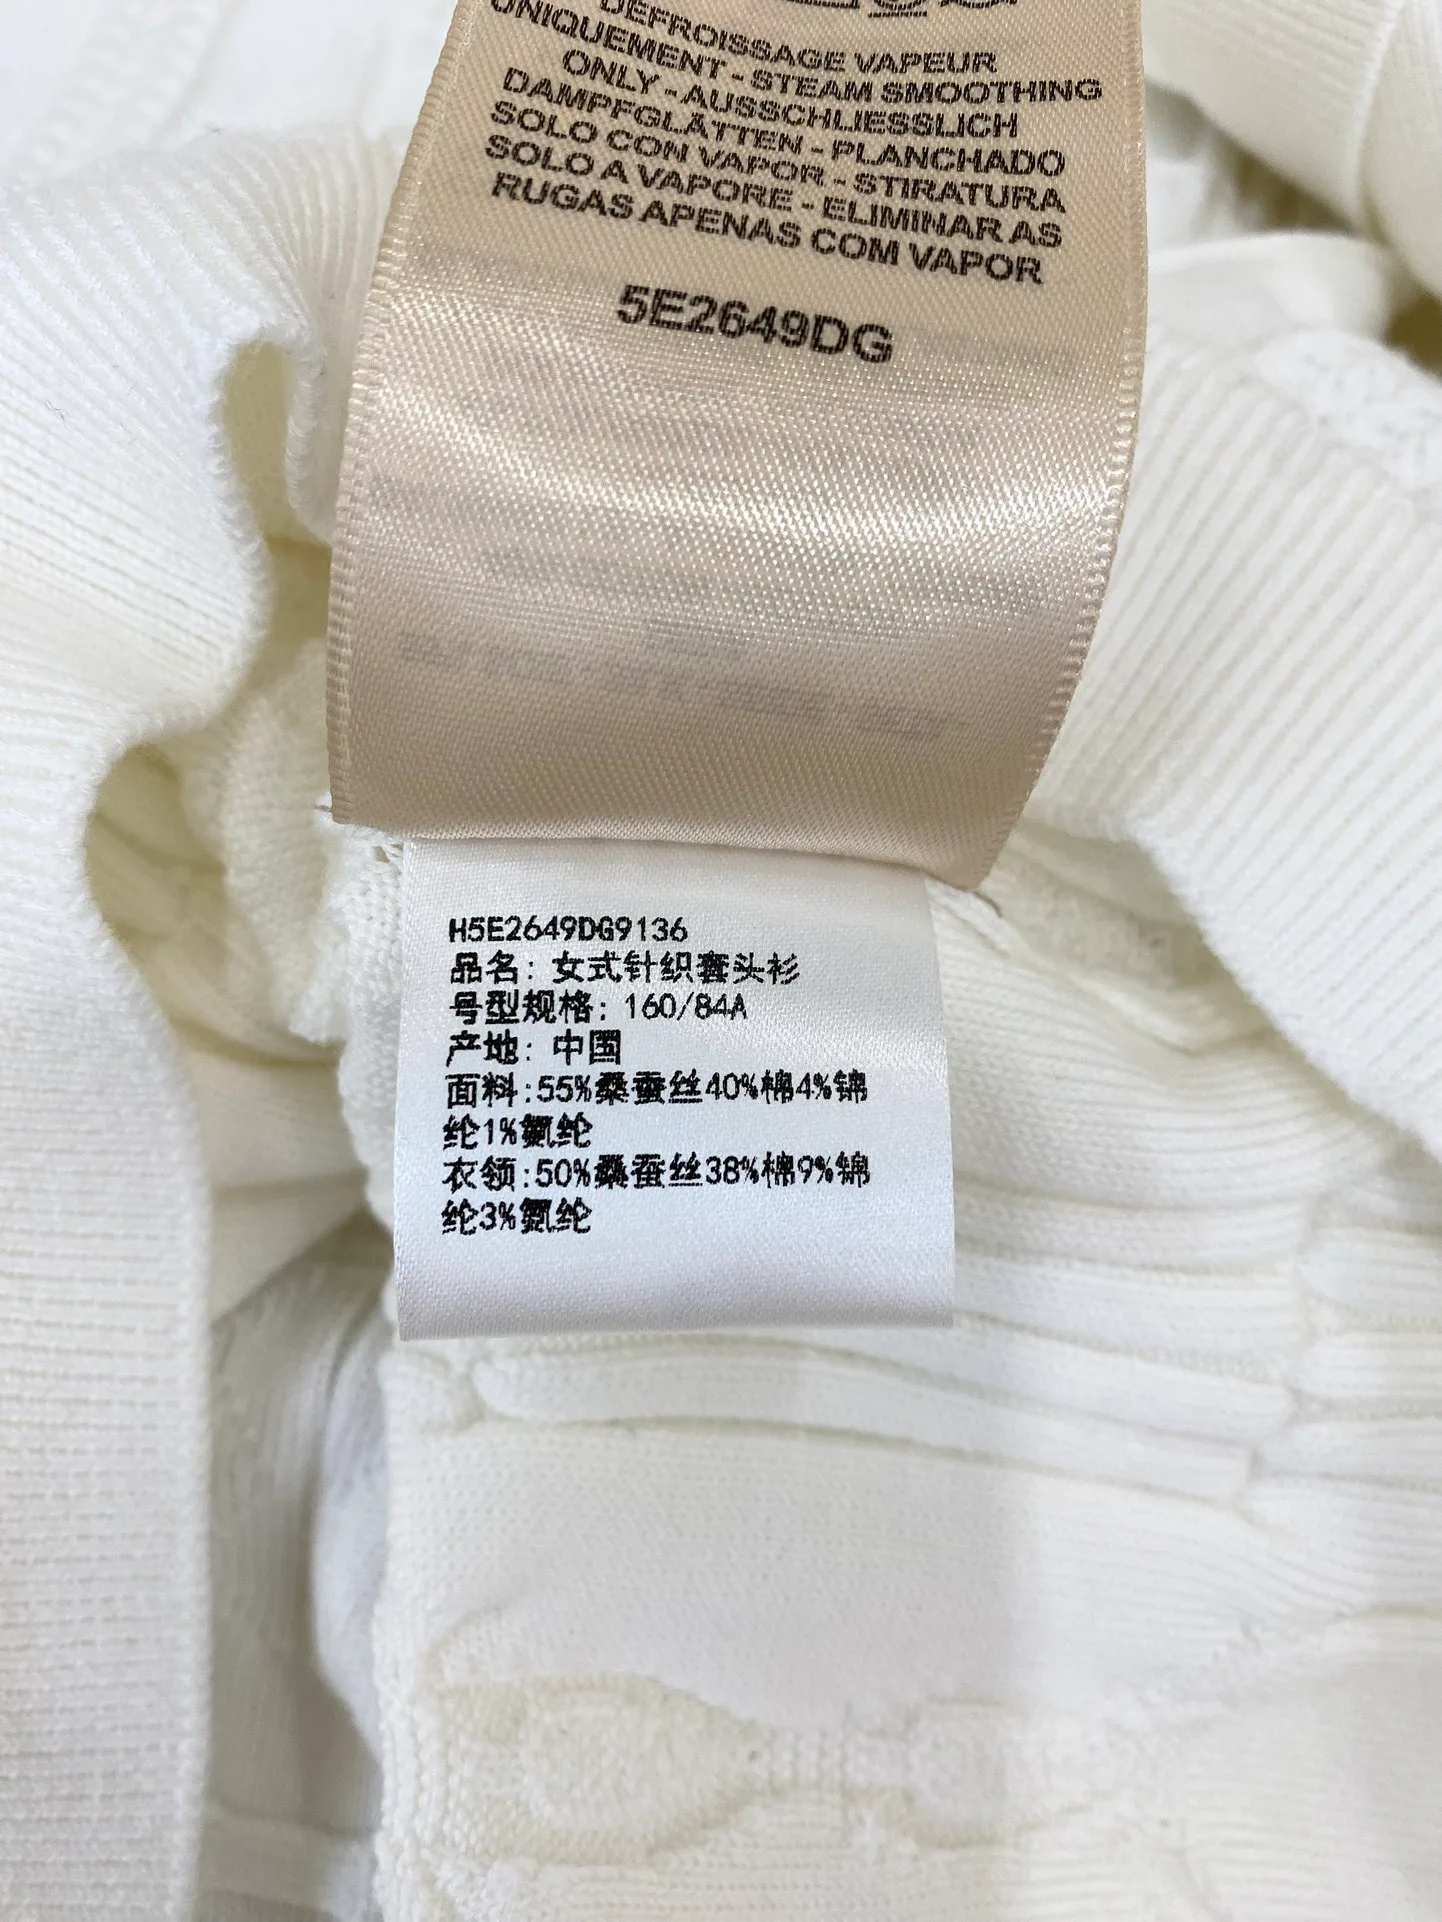 DEFROISSAGE VAPEUR
UNIQUEMENT - STEAM SMOOTHING
ONLY - AUSSCHLIESSLICH
DAMPFGLÄTTEN - PLANCHADO
SOLO CON VAPOR - STIRATURA
SOLO A VAPORE - ELIMINAR AS
RUGAS APENAS COM VAPOR
5E2649DG
H5E2649DG9136
品名: 女式针织套头衫
号型规格: 160/84A
产地: 中国
面料:55%桑蚕丝40%棉4%锦
纶1%氨纶
衣领:50%桑蚕丝38%棉9%锦
纶3%氨纶